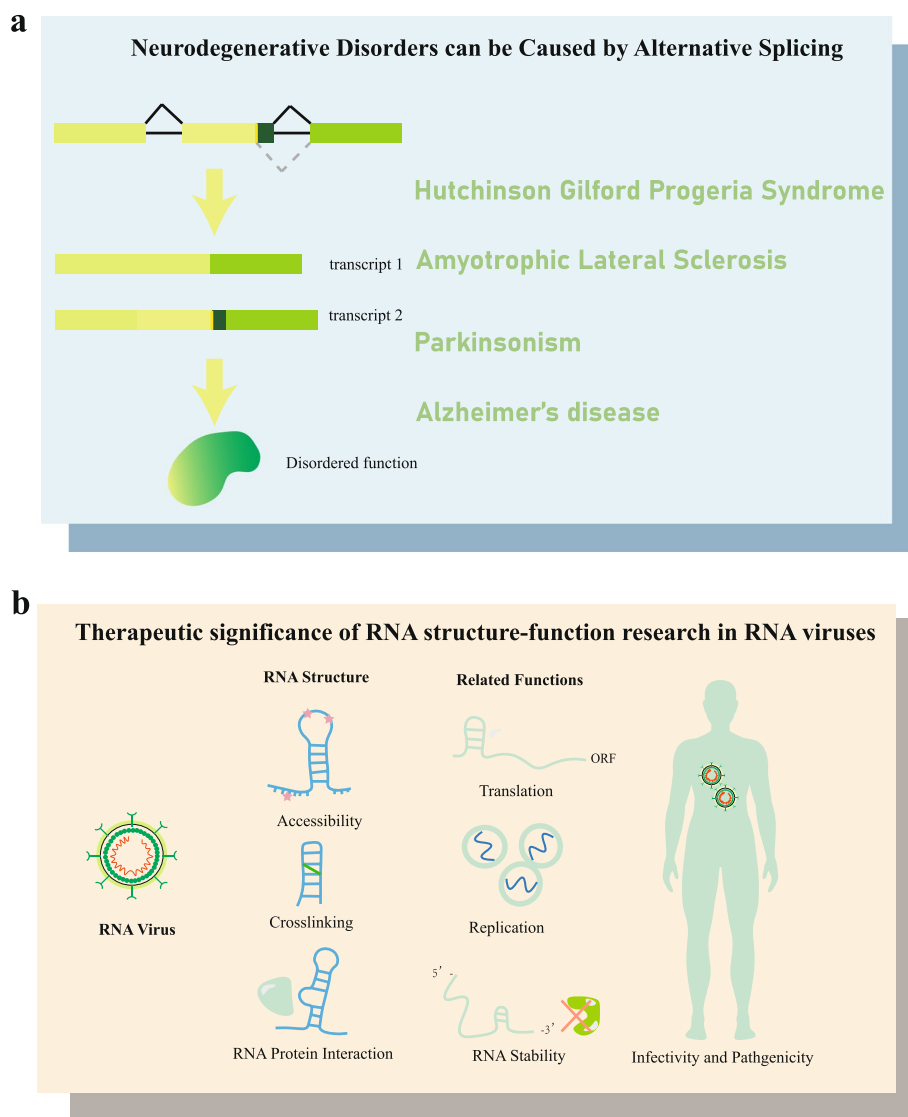 a
Neurodegenerative Disorders can be Caused by Alternative Splicing
Hutchinson Gilford Progeria Syndrome
transcript 1
Amyotrophic Lateral Sclerosis
transcript 2
Parkinsonism
Alzheimer's disease
Disordered function
b
Therapeutic significance of RNA structure-function research in RNA viruses
RNA Structure
Related Functions
ORF
Translation
Accessibility
Crosslinking
Replication
RNA Virus
5' -
-3'
RNA Protein Interaction
RNA Stability
Infectivity and Pathgenicity